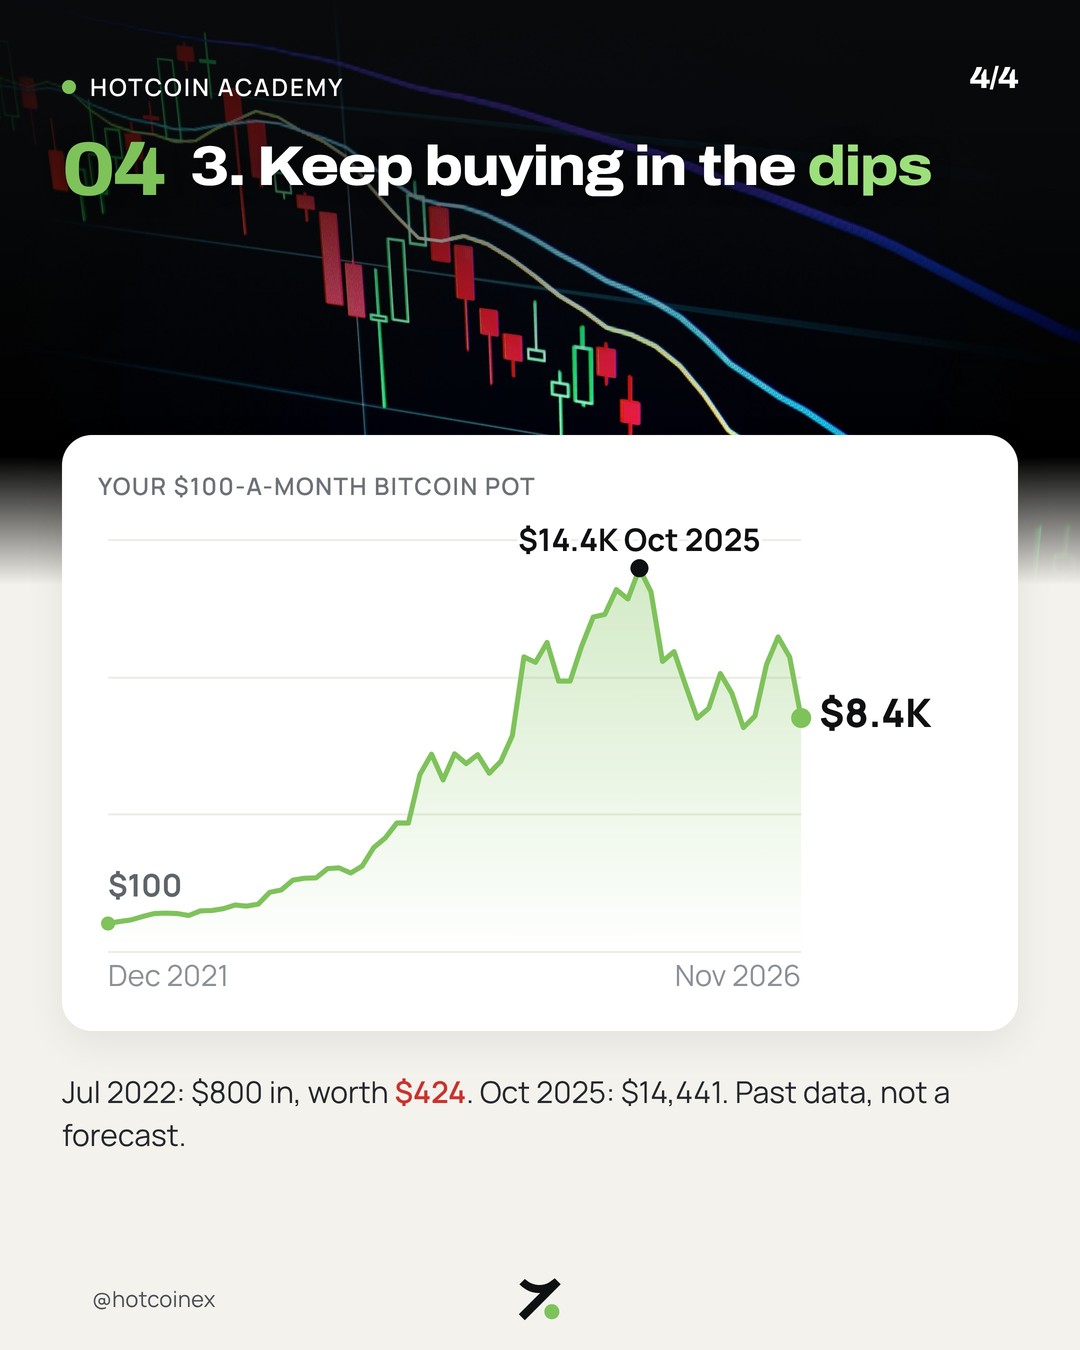 HOTCOIN ACADEMY
4/4
04 3. Keep buying in the dips
YOUR $100-A-MONTH BITCOIN POT
$14.4K Oct 2025
$8.4K
$100
Dec 2021
Nov 2026
Jul 2022: $800 in, worth $424. Oct 2025: $14,441. Past data, not a
forecast.
@hotcoinex